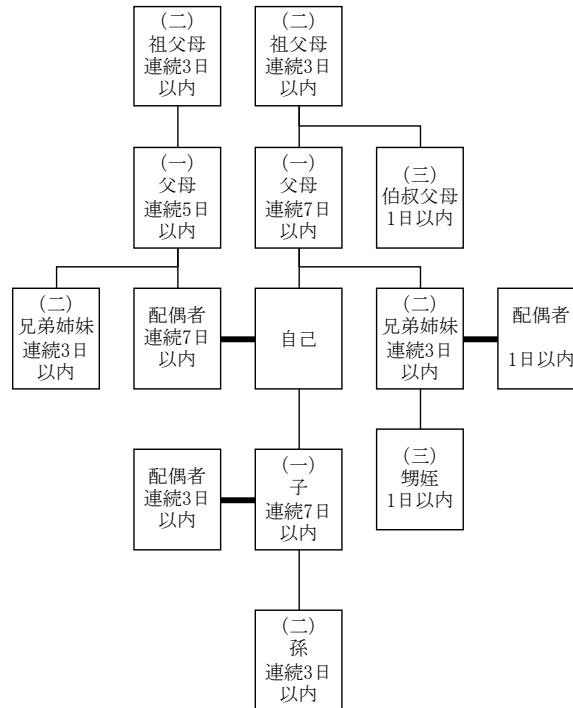 (二)
祖父母
連続3日
以内
(二)
祖父母
連続3日
以内
(一)
父母
連続5日
以内
(一)
父母
連続7日
以内
(三)
伯叔父母
1日以内
(二)
兄弟姉妹
連続3日
以内
配偶者
連続7日
以内
自己
(二)
兄弟姉妹
連続3日
以内
配偶者
1日以内
配偶者
連続3日
以内
(一)
子
連続7日
以内
(三)
甥姪
1日以内
(二)
孫
連続3日
以内